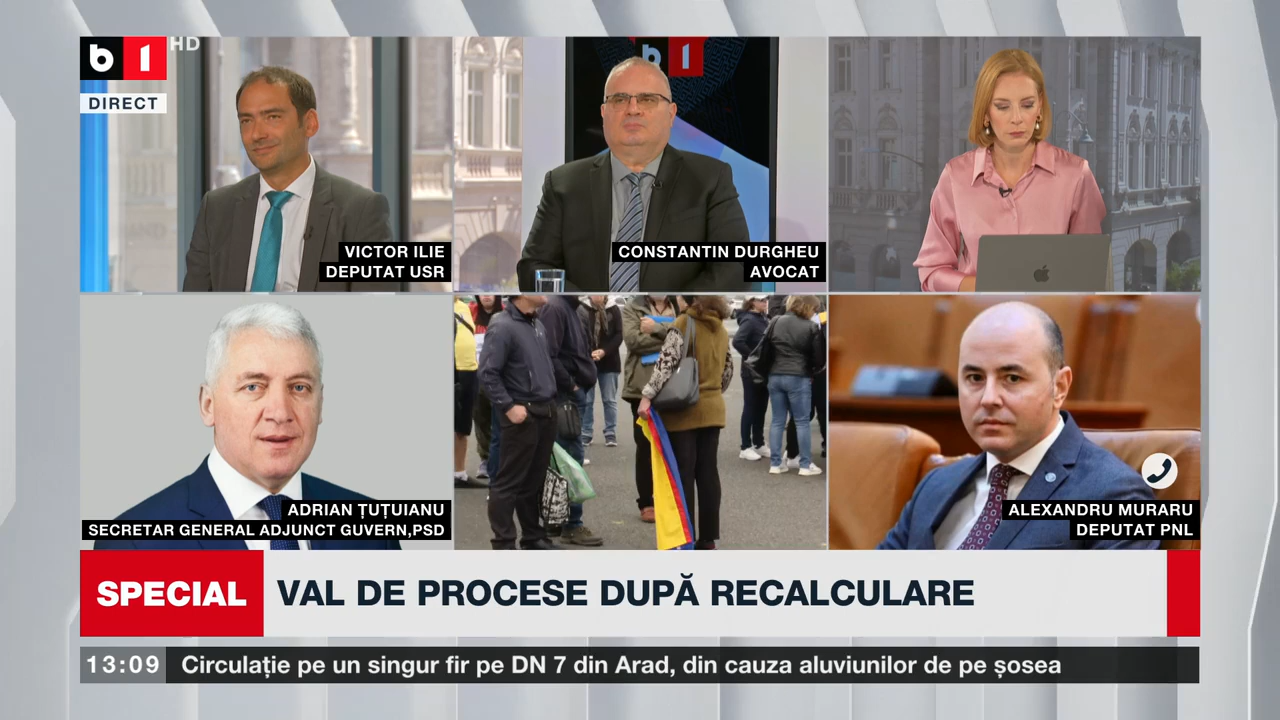 b1 HD
DIRECT
b1
VICTOR ILIE
DEPUTAT USR
CONSTANTIN DURGHEU
AVOCAT
ADRIAN ȚUȚUIANU
SECRETAR GENERAL ADJUNCT GUVERN,PSD
ALEXANDRU MURARU
DEPUTAT PNL
SPECIAL VAL DE PROCESE DUPĂ RECALCULARE
13:09 Circulație pe un singur fir pe DN 7 din Arad, din cauza aluviunilor de pe șosea